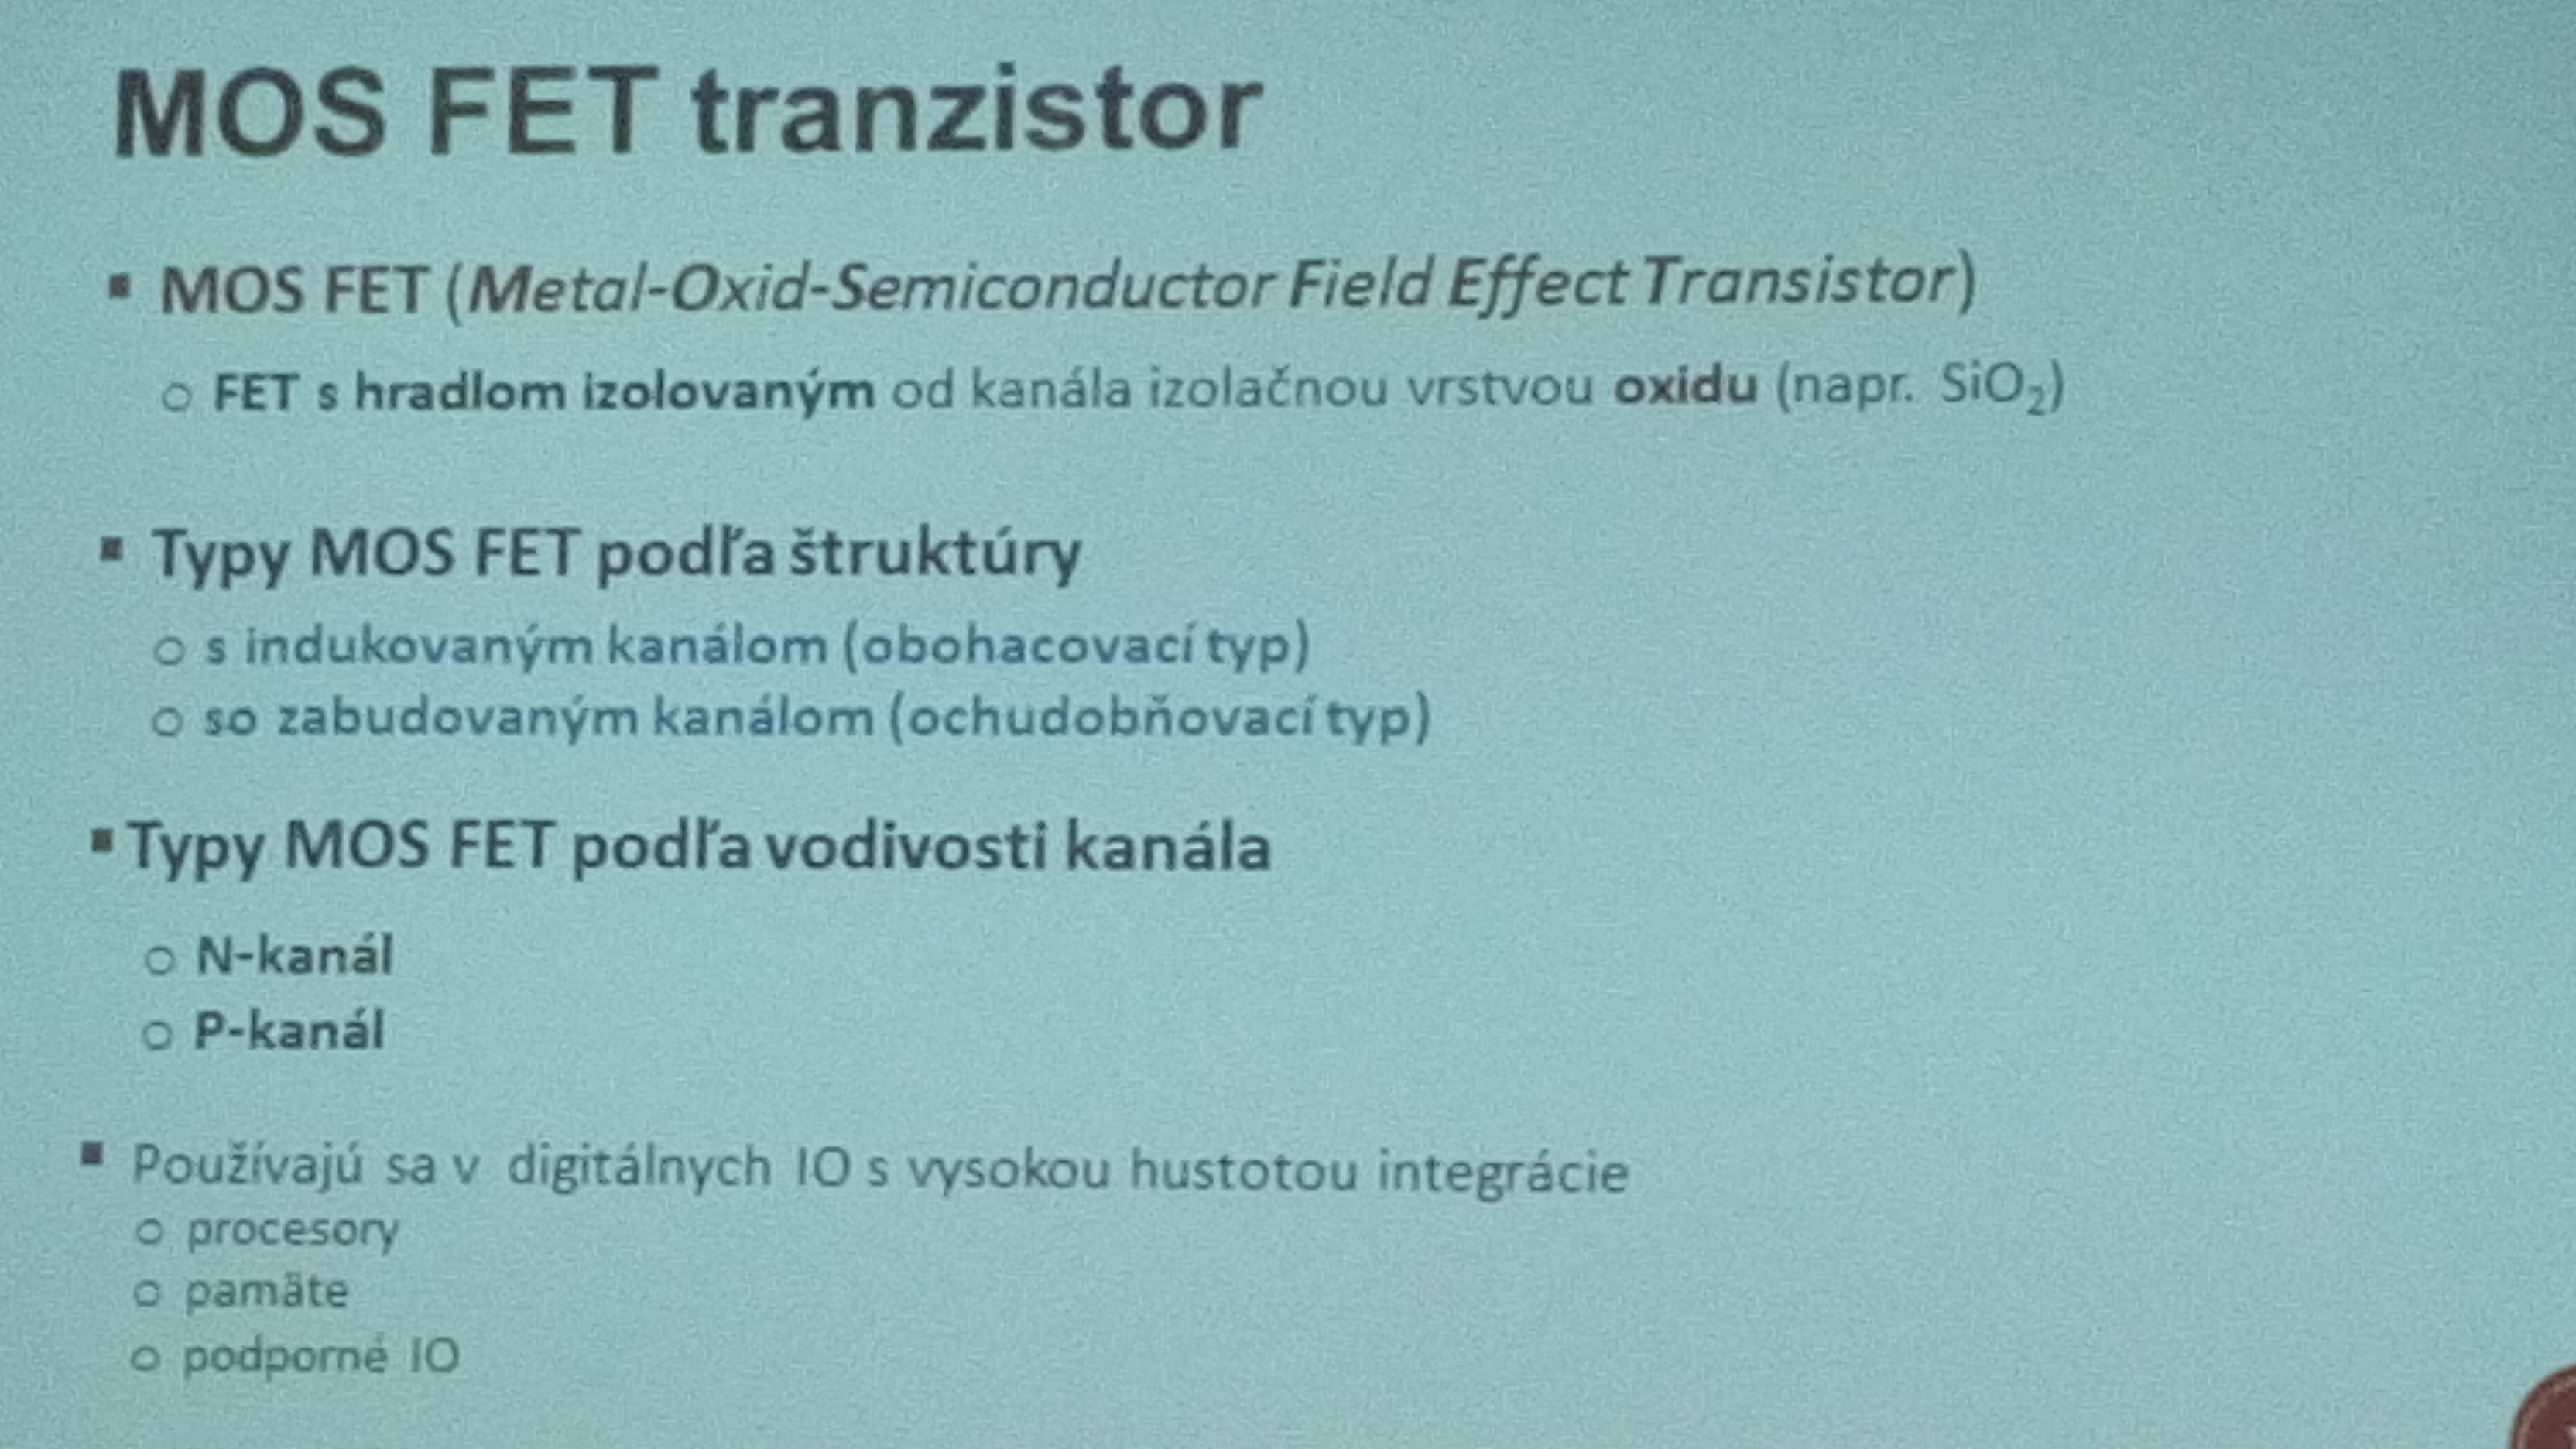 MOS FET tranzistor
▪ MOS FET (Metal-Oxid-Semiconductor Field Effect Transistor)
o FET s hradlom izolovaným od kanála izolačnou vrstvou oxidu (napr. SiO₂)
▪ Typy MOS FET podľa štruktúry
o s indukovaným kanálom (obohacovací typ)
o so zabudovaným kanálom (ochudobňovací typ)
▪ Typy MOS FET podľa vodivosti kanála
o N-kanál
o P-kanál
▪ Používajú sa v digitálnych IO s vysokou hustotou integrácie
o procesory
o pamäte
o podporné IO